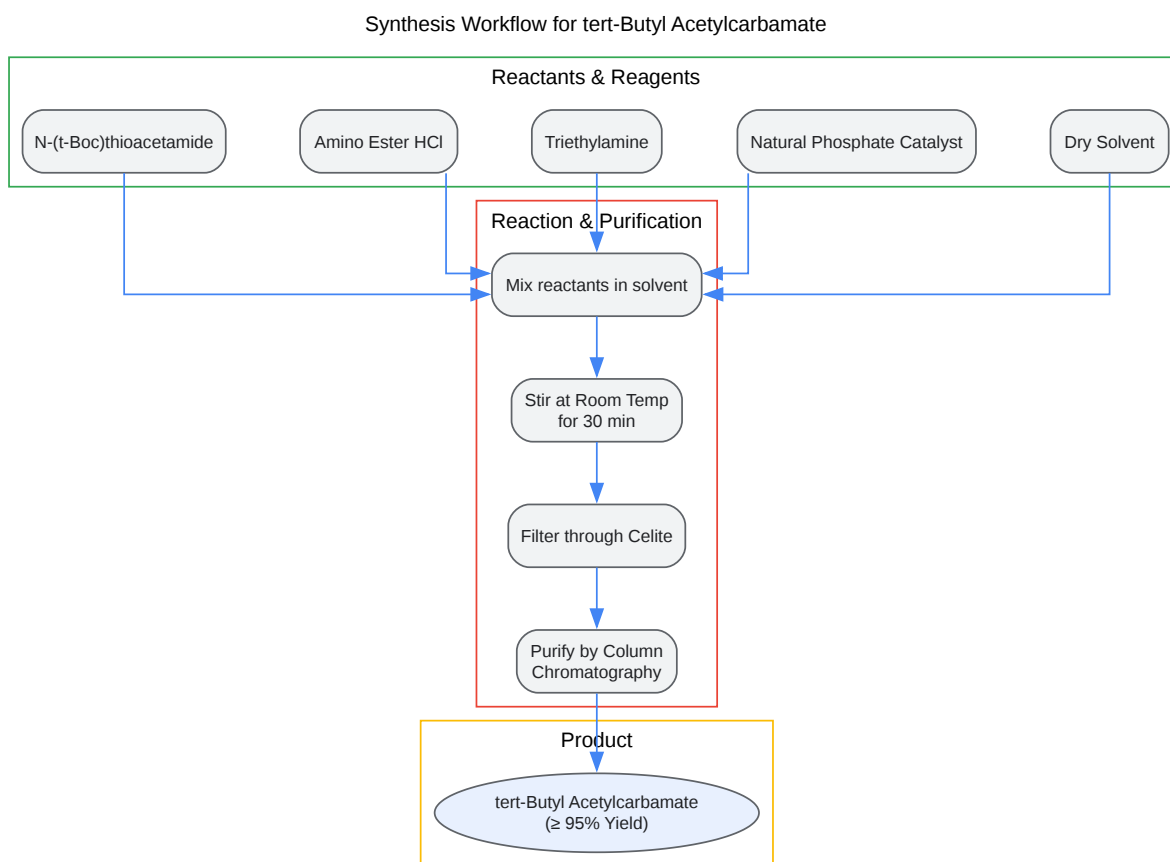 Synthesis Workflow for tert-Butyl Acetylcarbamate
Reactants & Reagents
N-(t-Boc)thioacetamide
Amino Ester HCl
Triethylamine
Natural Phosphate Catalyst
Dry Solvent
Reaction & Purification
Mix reactants in solvent
Stir at Room Temp
for 30 min
Filter through Celite
Purify by Column
Chromatography
Product
tert-Butyl Acetylcarbamate
(≥ 95% Yield)